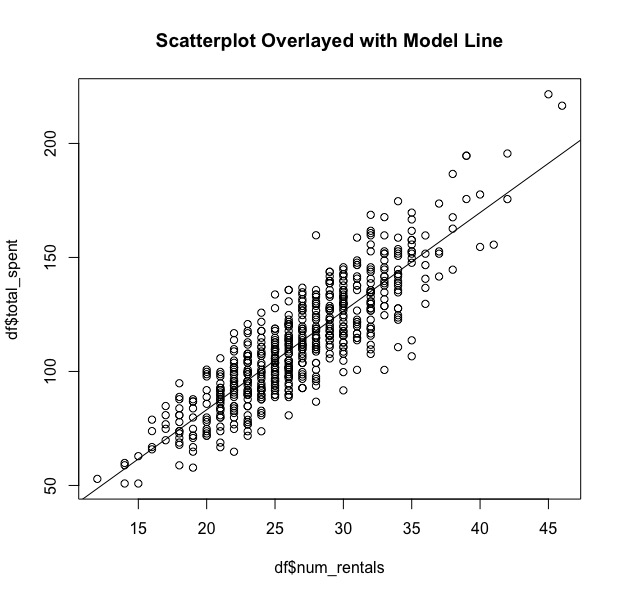 Scatterplot Overlayed with Model Line
200
150
100
50
df$total_spent
15 20 25 30 35 40 45
df$num_rentals